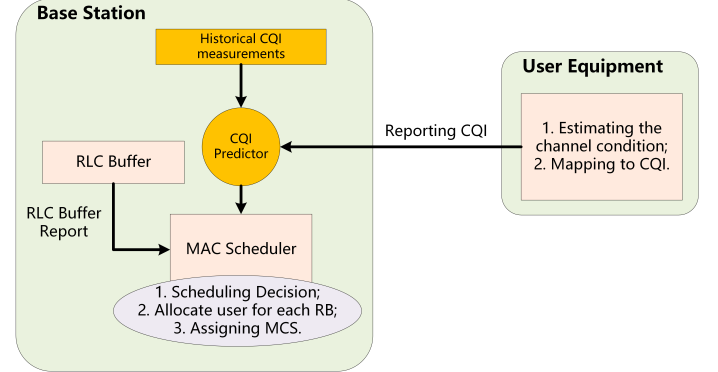 Base Station
Historical CQI
measurements
User Equipment
CQI
Predictor
Reporting CQI
1. Estimating the
channel condition;
2. Mapping to CQI.
RLC Buffer
RLC Buffer
Report
MAC Scheduler
1. Scheduling Decision;
2. Allocate user for each RB;
3. Assigning MCS.